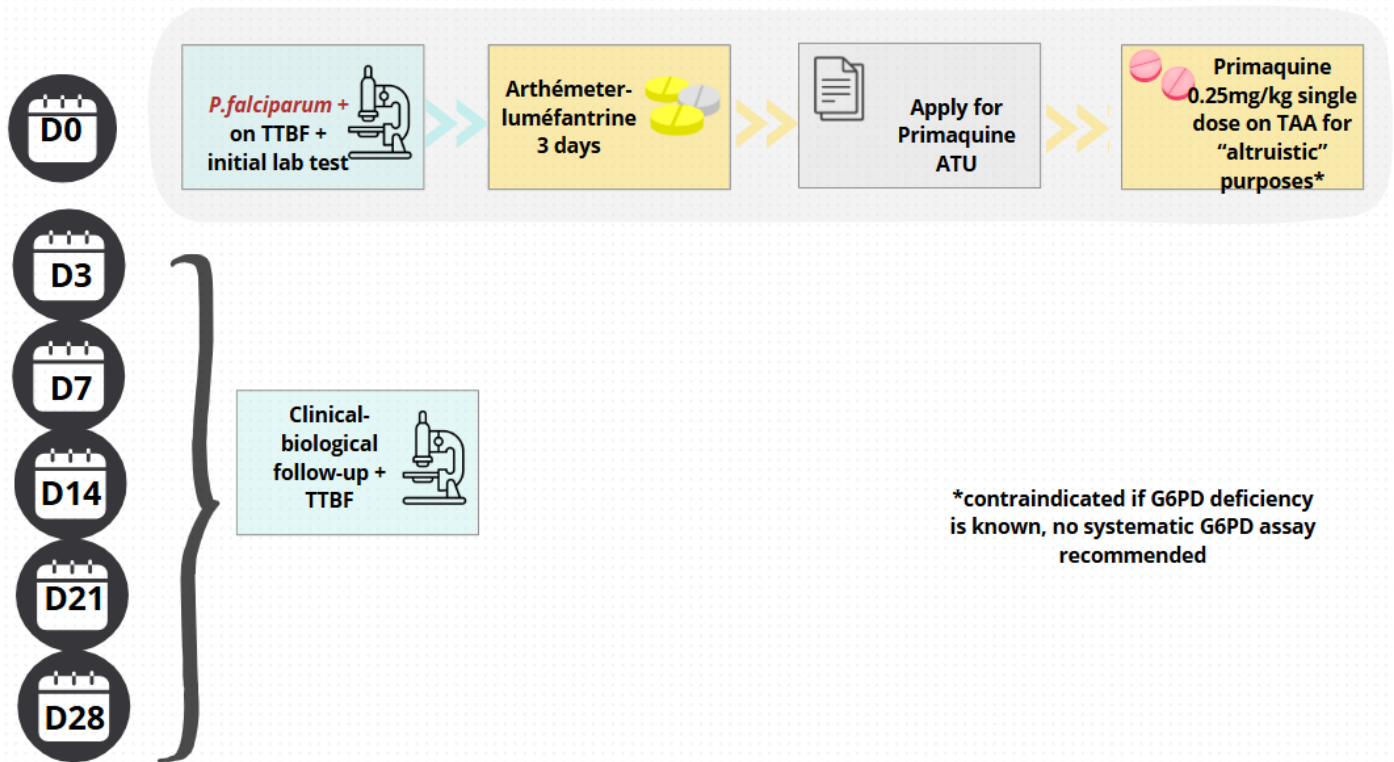 D0
P.falciparum +
on TTBF +
initial lab test
Arthémeter-
luméfantrine
3 days
Apply for
Primaquine
ATU
Primaquine
0.25mg/kg single
dose on TAA for
“altruistic”
purposes*
D3
D7
D14
D21
D28
Clinical-
biological
follow-up +
TTBF
*contraindicated if G6PD deficiency
is known, no systematic G6PD assay
recommended